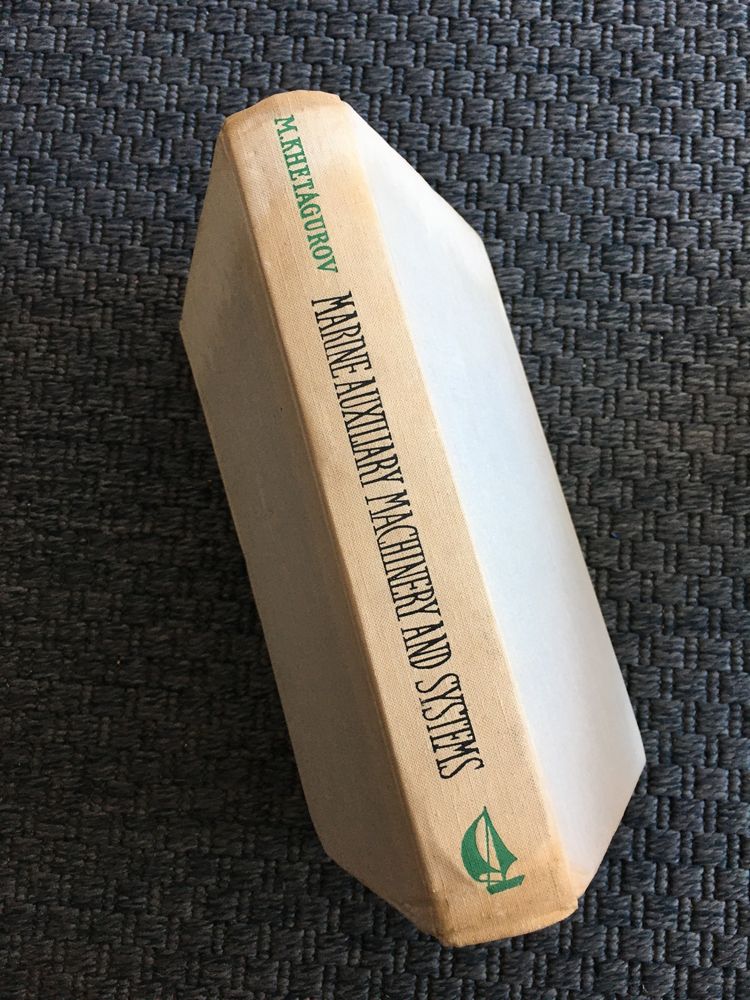 M. KHETAGUROV
MARINE AUXILIARY MACHINERY AND SYSTEMS